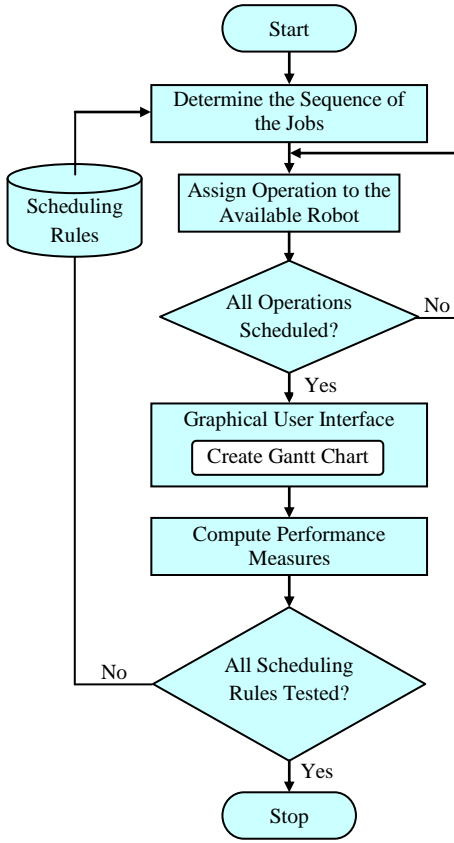 Start
Determine the Sequence of
the Jobs
Scheduling
Rules
Assign Operation to the
Available Robot
All Operations
Scheduled?
No
Yes
Graphical User Interface
Create Gantt Chart
Compute Performance
Measures
All Scheduling
Rules Tested?
No
Yes
Stop